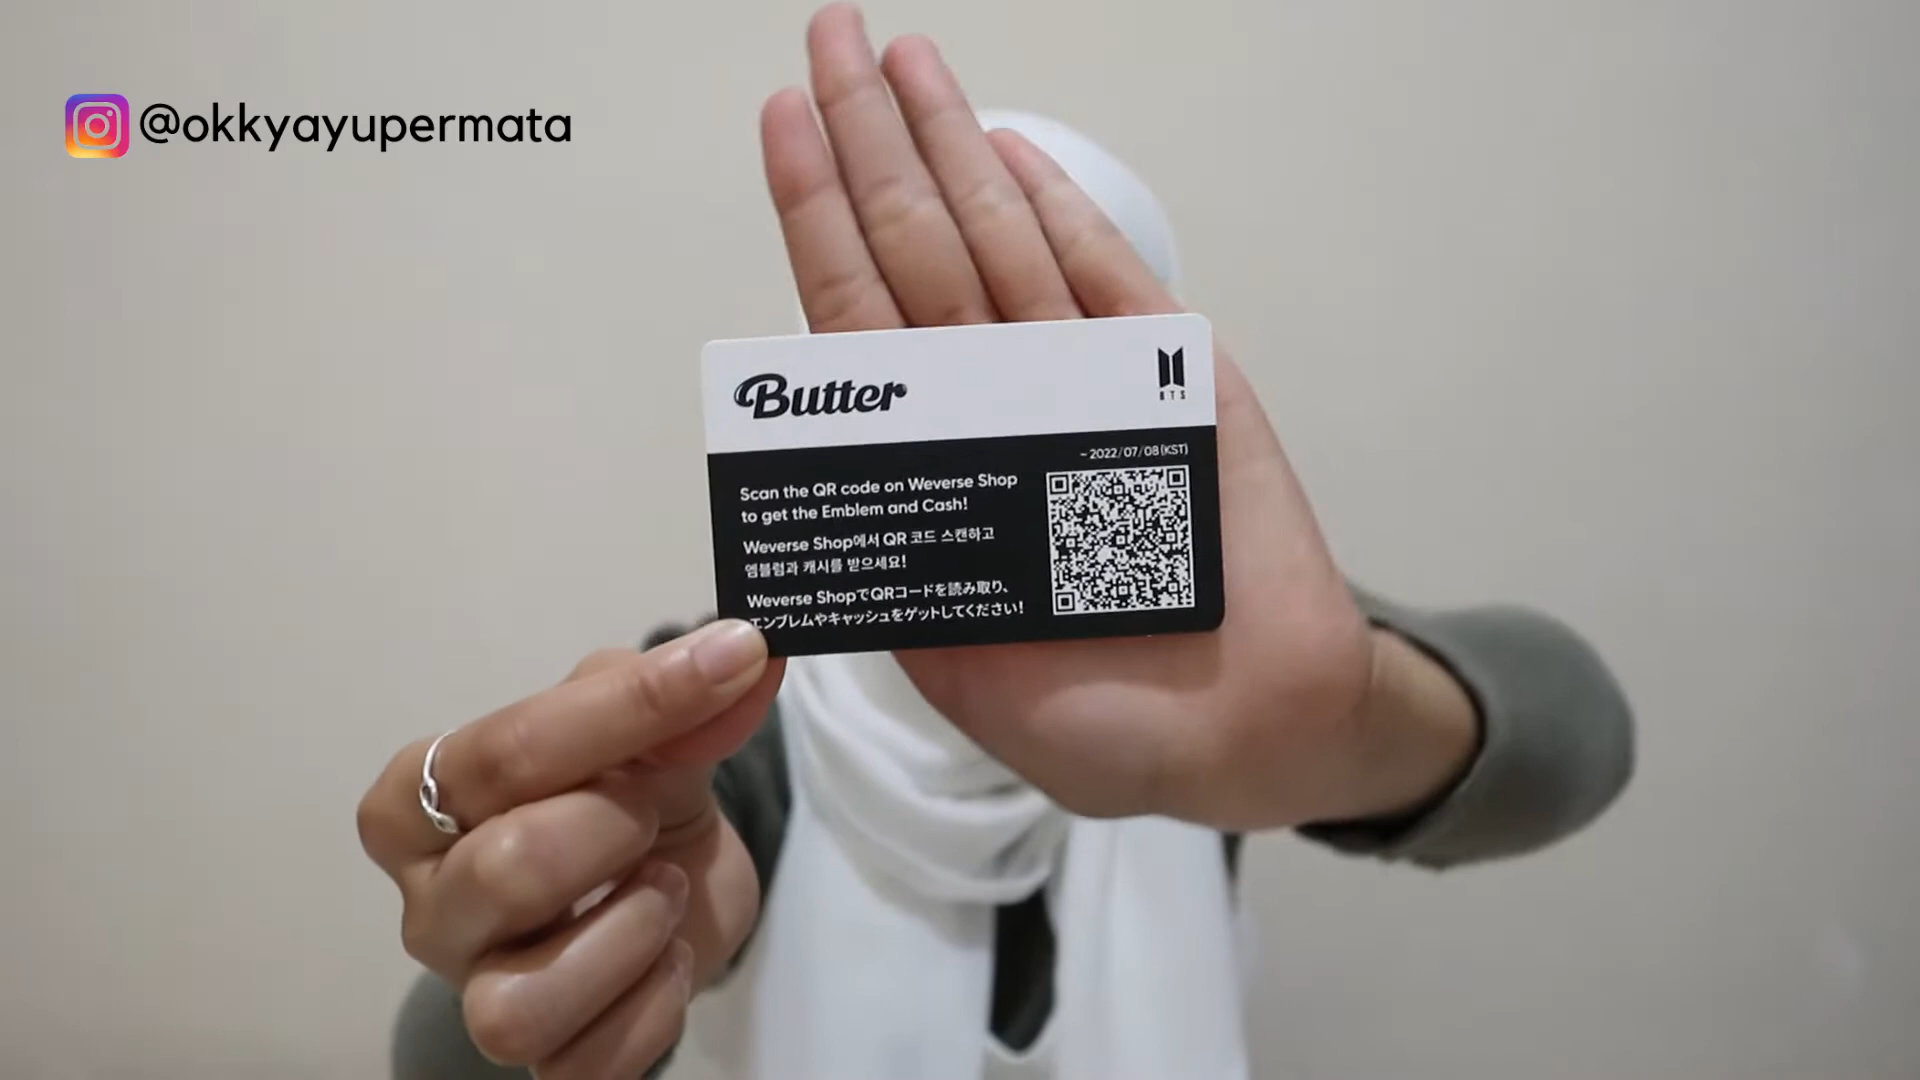 @okkyayupermata
Butter
BTS
~ 2022/07/08(KST)
Scan the QR code on Weverse Shop
to get the Emblem and Cash!
Weverse Shop에서 QR 코드 스캔하고
엠블럼과 캐시를 받으세요!
Weverse ShopでQRコードを読み取り、
エンブレムやキャッシュをゲットしてください!